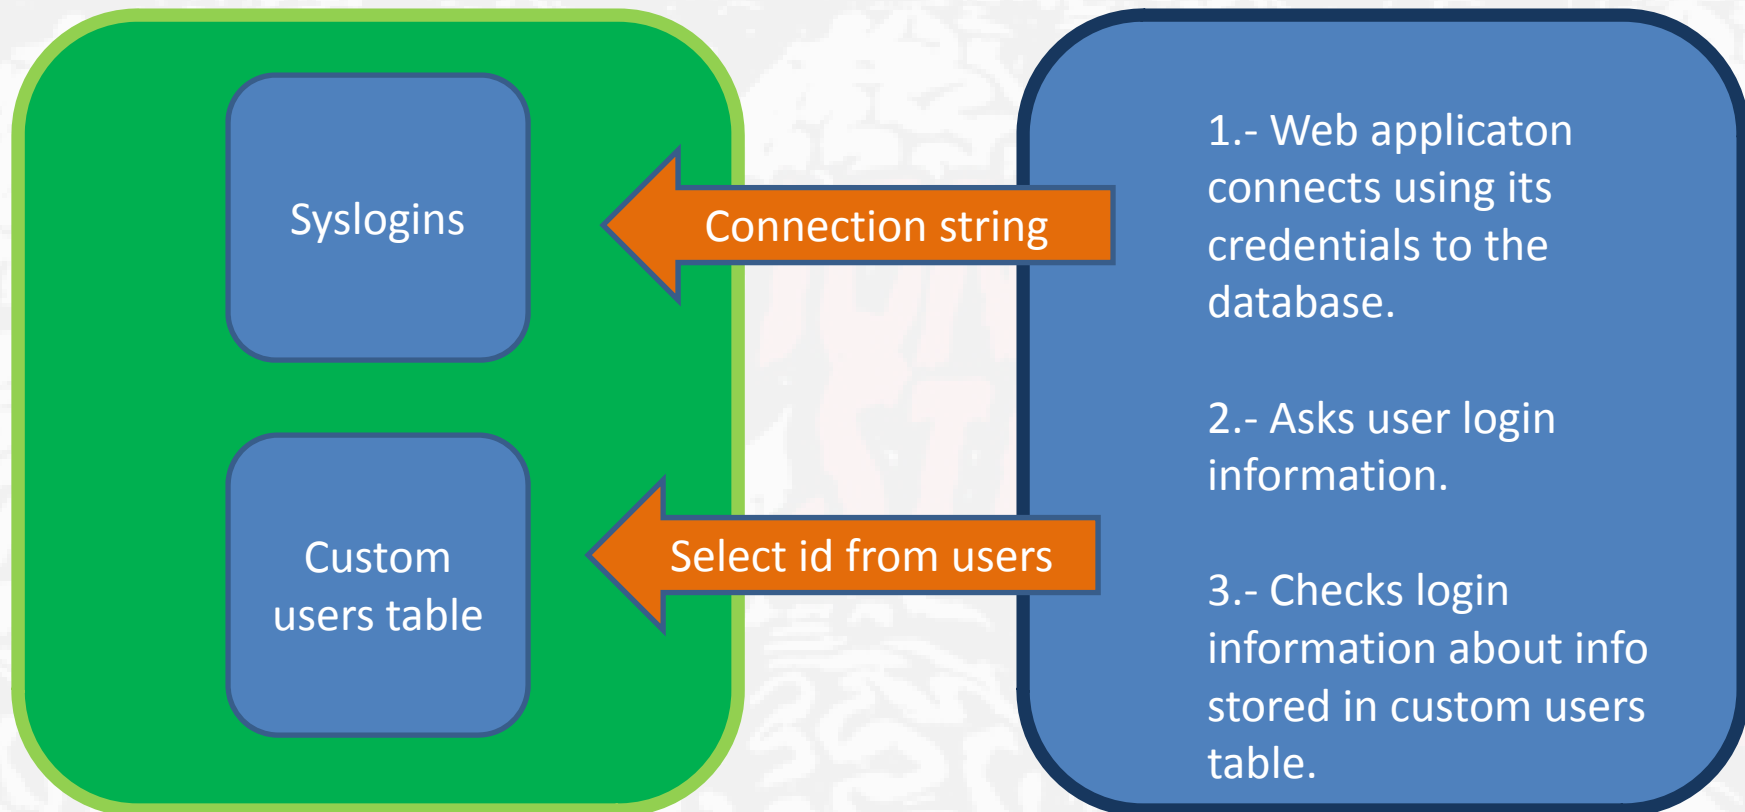 Syslogins
Connection string
Custom
users table
Select id from users
1.- Web applicaton
connects using its
credentials to the
database.
2.- Asks user login
information.
3.- Checks login
information about info
stored in custom users
table.